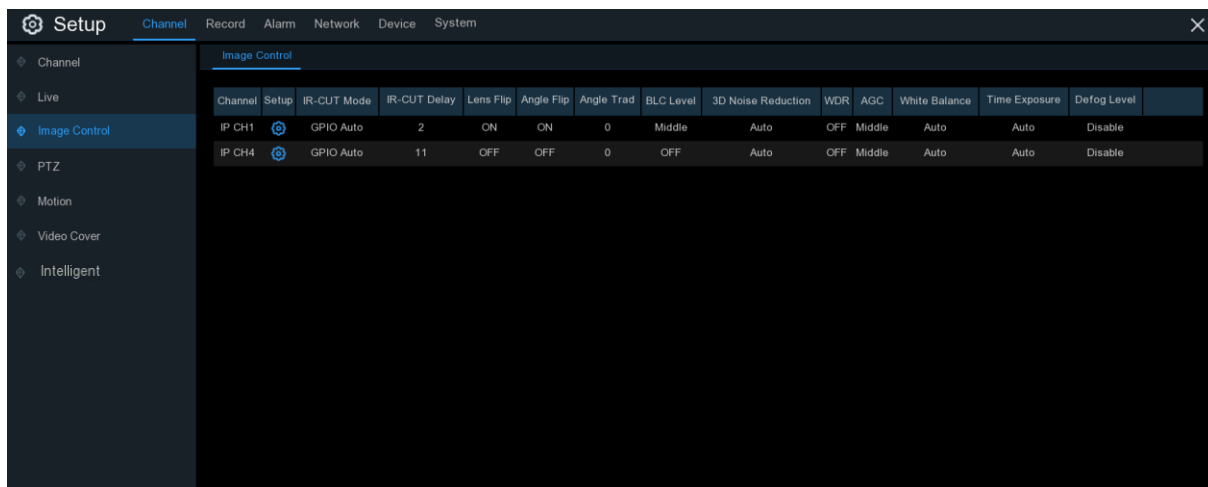 Setup Channel Record Alarm Network Device System
Channel
Live
Image Control
PTZ
Motion
Video Cover
Intelligent
Image Control
Channel Setup IR-CUT Mode IR-CUT Delay Lens Flip Angle Flip Angle Trad BLC Level 3D Noise Reduction WDR AGC White Balance Time Exposure Defog Level
IP CH1 GPIO Auto 2 ON ON 0 Middle Auto OFF Middle Auto Auto Disable
IP CH4 GPIO Auto 11 OFF OFF 0 OFF Auto OFF Middle Auto Auto Disable